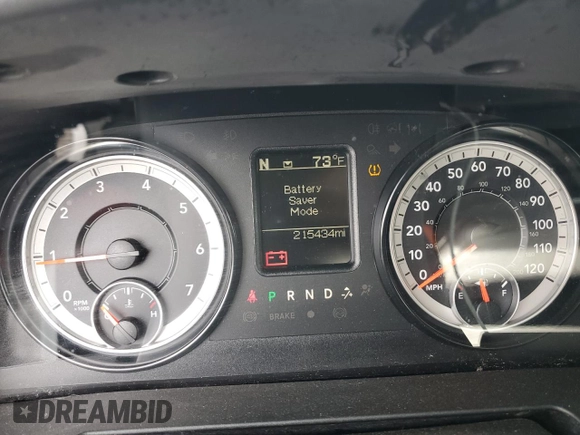 N 73°F
Battery
Saver
Mode
215434mi
0 1 2 3 4 5 6 7
RPM
x1000
C H
0 10 20 30 40 50 60 70 80 90 100 110 120
MPH
E F
P R N D
BRAKE
DREAMBID